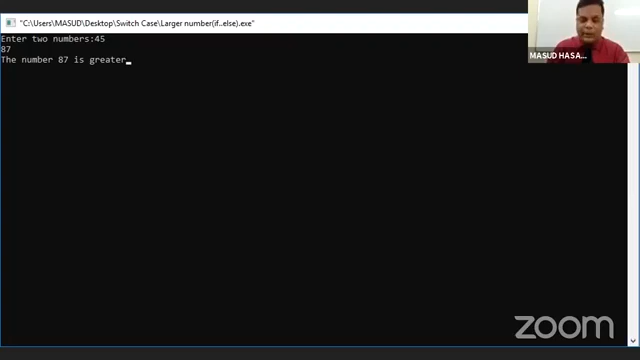 "C:\Users\MASUD\Desktop\Switch Case\Larger number(if..else).exe"
Enter two numbers:45
87
The number 87 is greater
MASUD HASA...
zoom